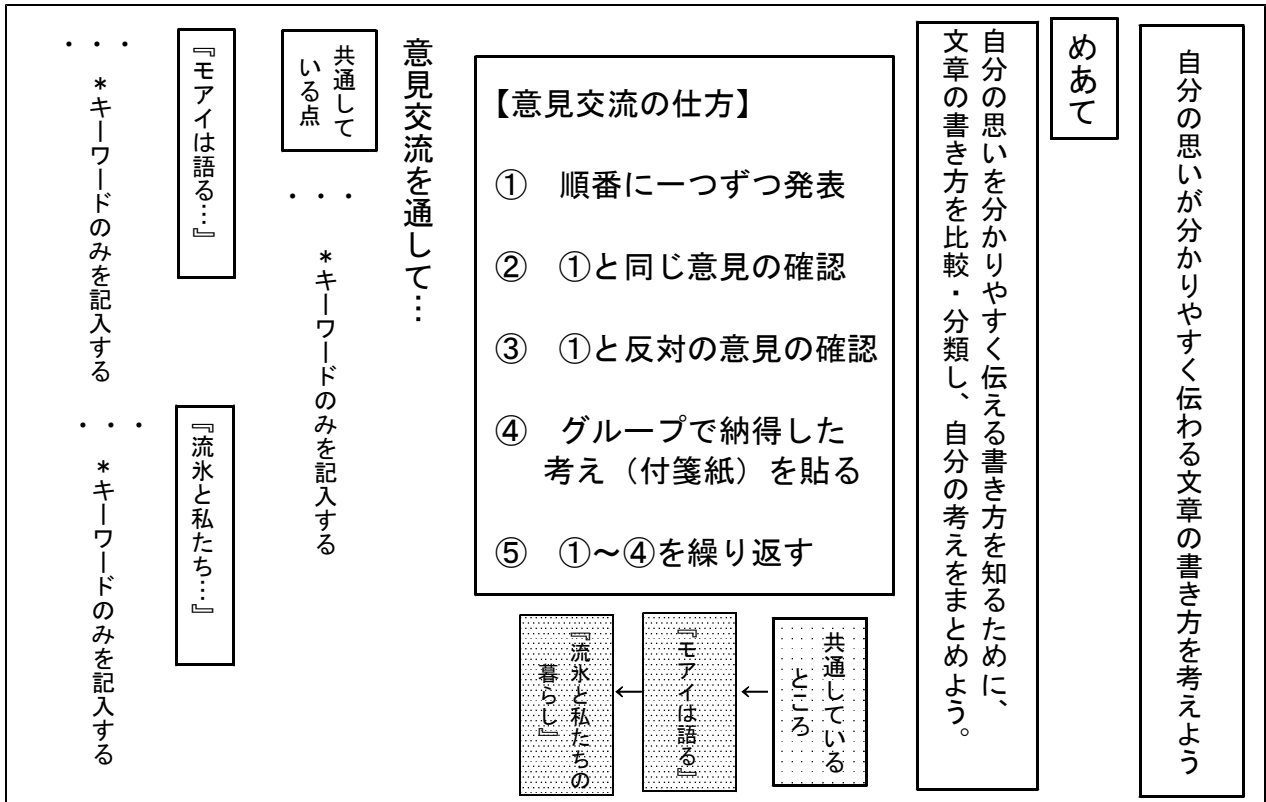 自分の思いが分かりやすく伝わる文章の書き方を考えよう
めあて
自分の思いを分かりやすく伝える書き方を知るために、
文章の書き方を比較・分類し、自分の考えをまとめよう。
【意見交流の仕方】
① 順番に一つずつ発表
② ①と同じ意見の確認
③ ①と反対の意見の確認
④ グループで納得した
考え（付箋紙）を貼る
⑤ ①～④を繰り返す
共通している
ところ
←
『モアイは語る』
←
『流氷と私たちの
暮らし』
意見交流を通して…
共通して
いる点
・・・
*キーワードのみを記入する
『モアイは語る…』
・・・
*キーワードのみを記入する
『流氷と私たち…』
・・・
*キーワードのみを記入する